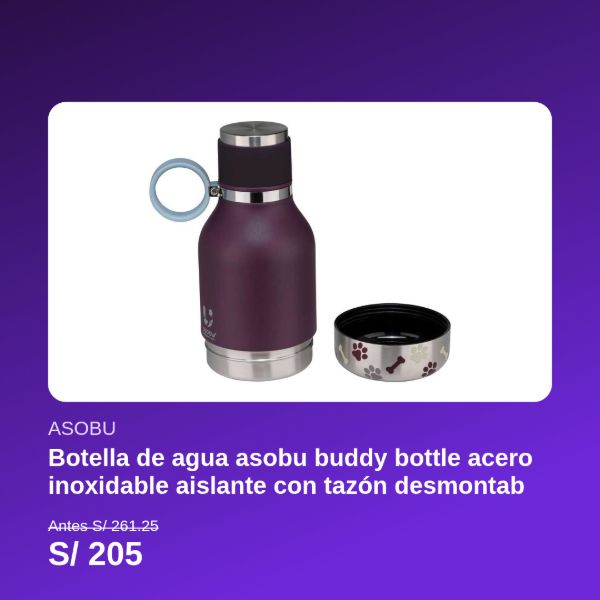 ASOBU
Botella de agua asobu buddy bottle acero
inoxidable aislante con tazón desmontab
Antes S/ 261.25
S/ 205